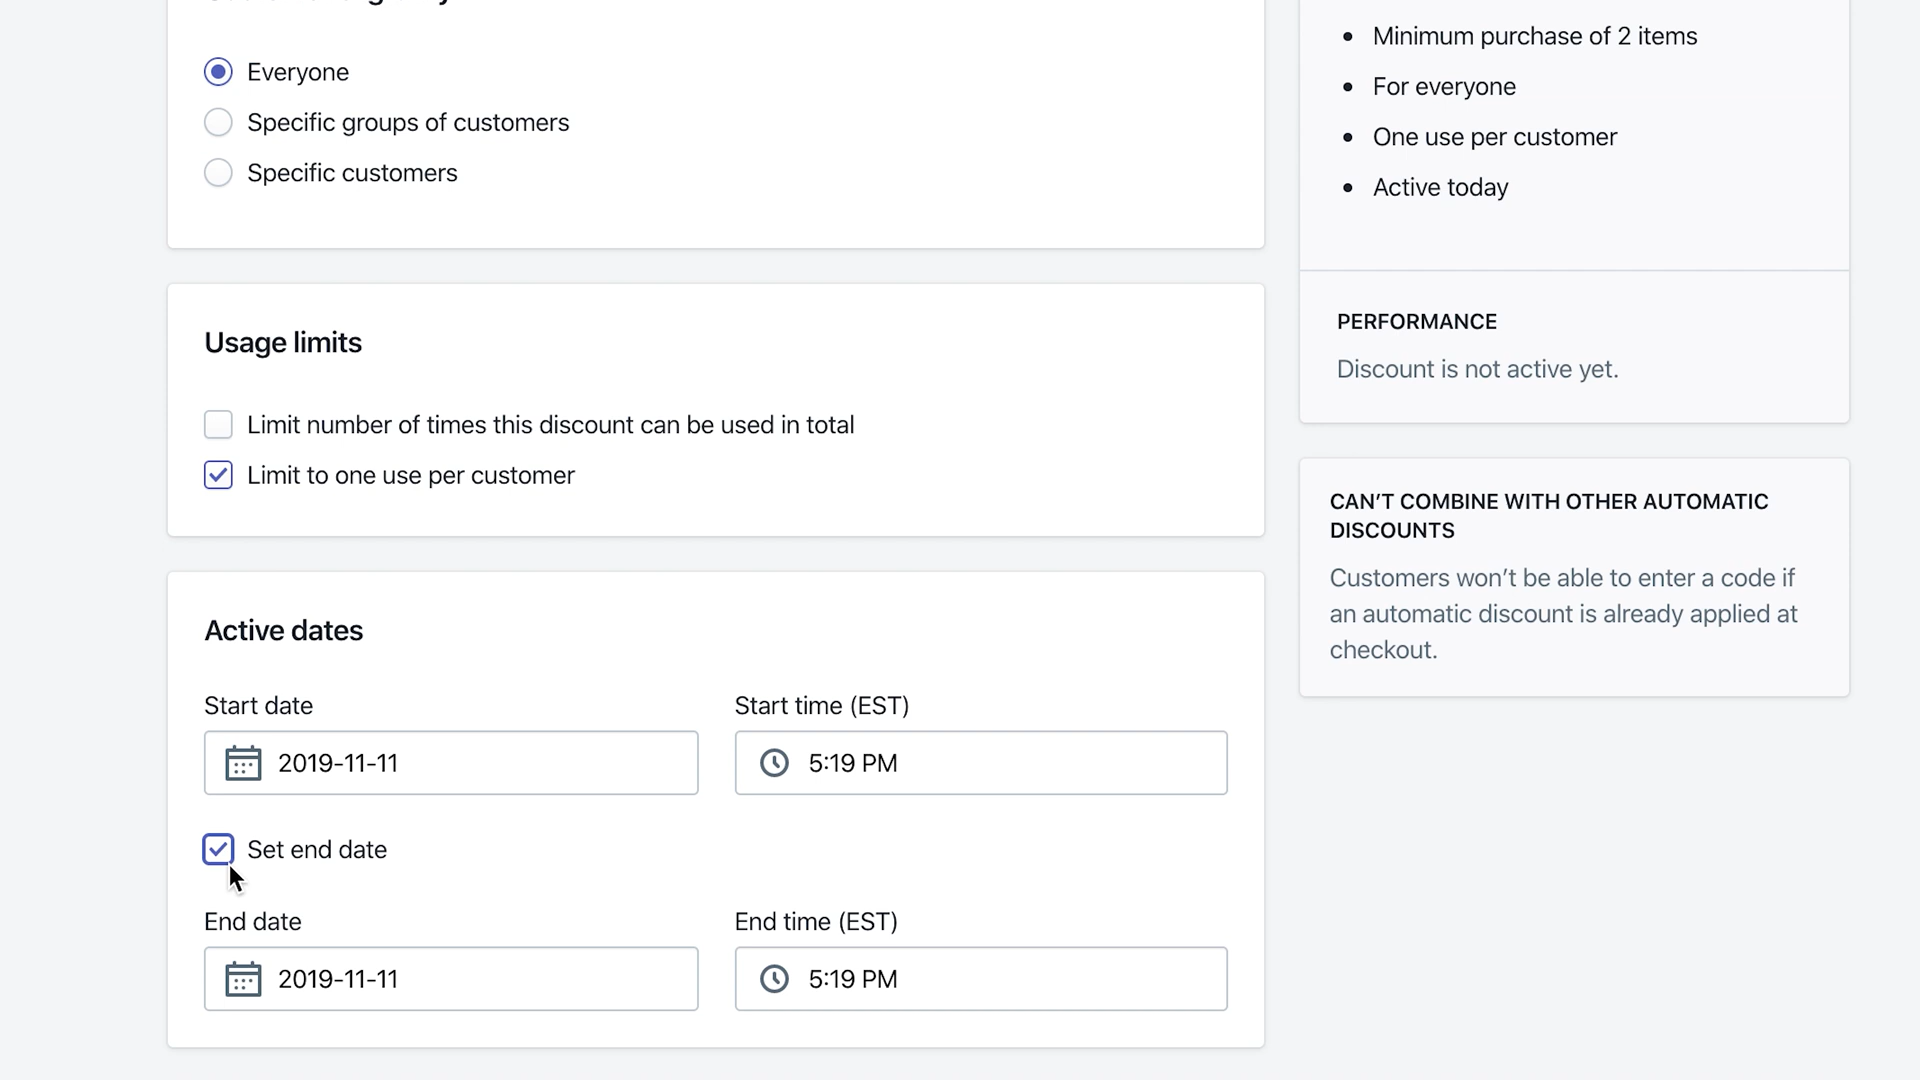 Everyone
Specific groups of customers
Specific customers
Usage limits
Limit number of times this discount can be used in total
Limit to one use per customer
Active dates
Start date
Start time (EST)
2019-11-11
5:19 PM
Set end date
End date
End time (EST)
2019-11-11
5:19 PM
Minimum purchase of 2 items
For everyone
One use per customer
Active today
PERFORMANCE
Discount is not active yet.
CAN’T COMBINE WITH OTHER AUTOMATIC
DISCOUNTS
Customers won’t be able to enter a code if
an automatic discount is already applied at
checkout.